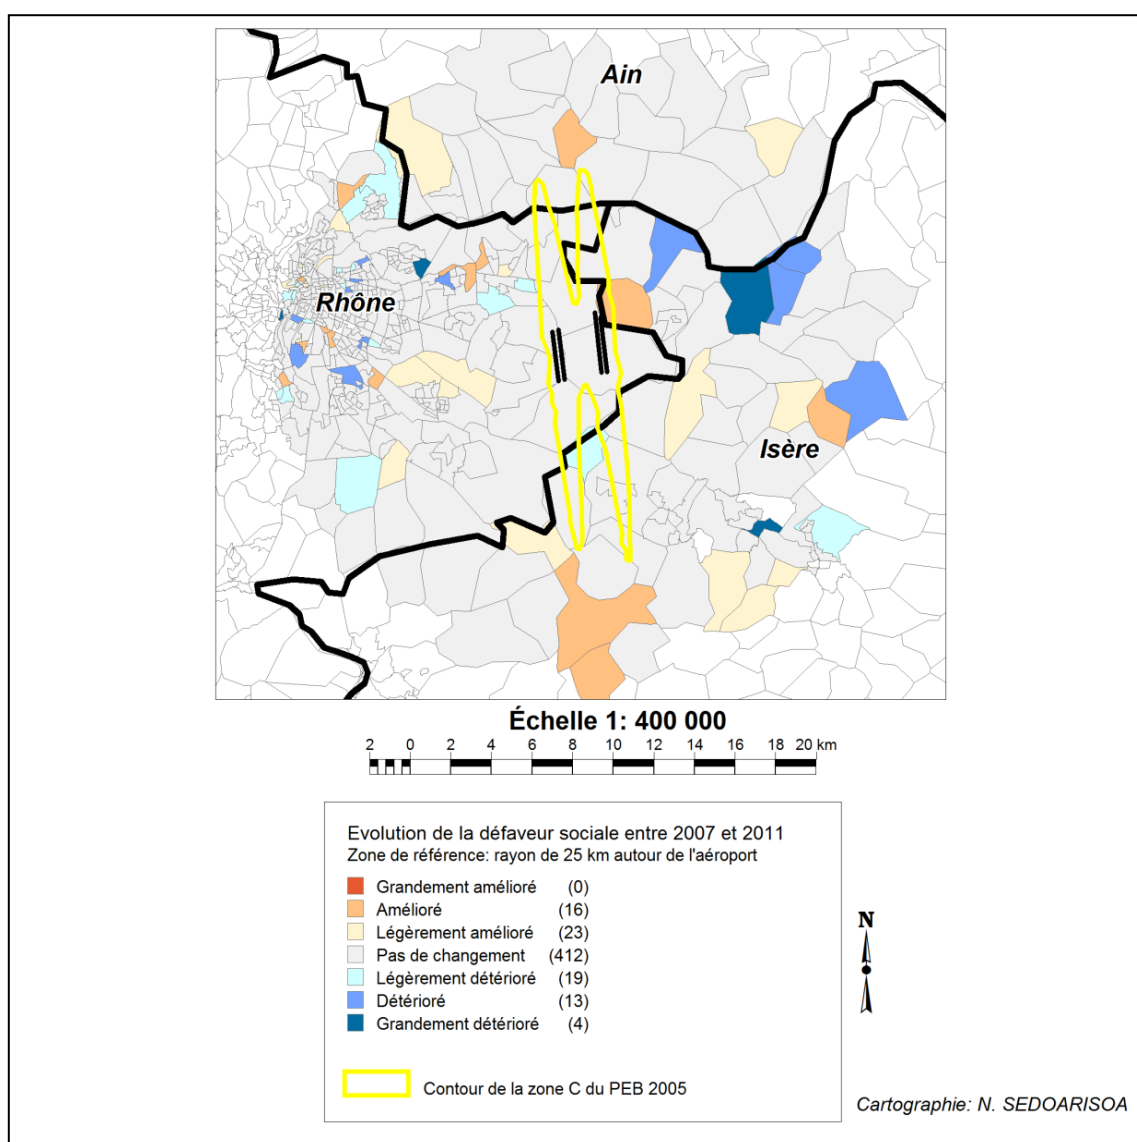 Ain
Rhône
Isère
Échelle 1: 400 000
2 0 2 4 6 8 10 12 14 16 18 20 km
Evolution de la défaveur sociale entre 2007 et 2011
Zone de référence: rayon de 25 km autour de l'aéroport
Grandement amélioré (0)
Amélioré (16)
Légèrement amélioré (23)
Pas de changement (412)
Légèrement détérioré (19)
Détérioré (13)
Grandement détérioré (4)
N
Contour de la zone C du PEB 2005
Cartographie: N. SEDOARISOA